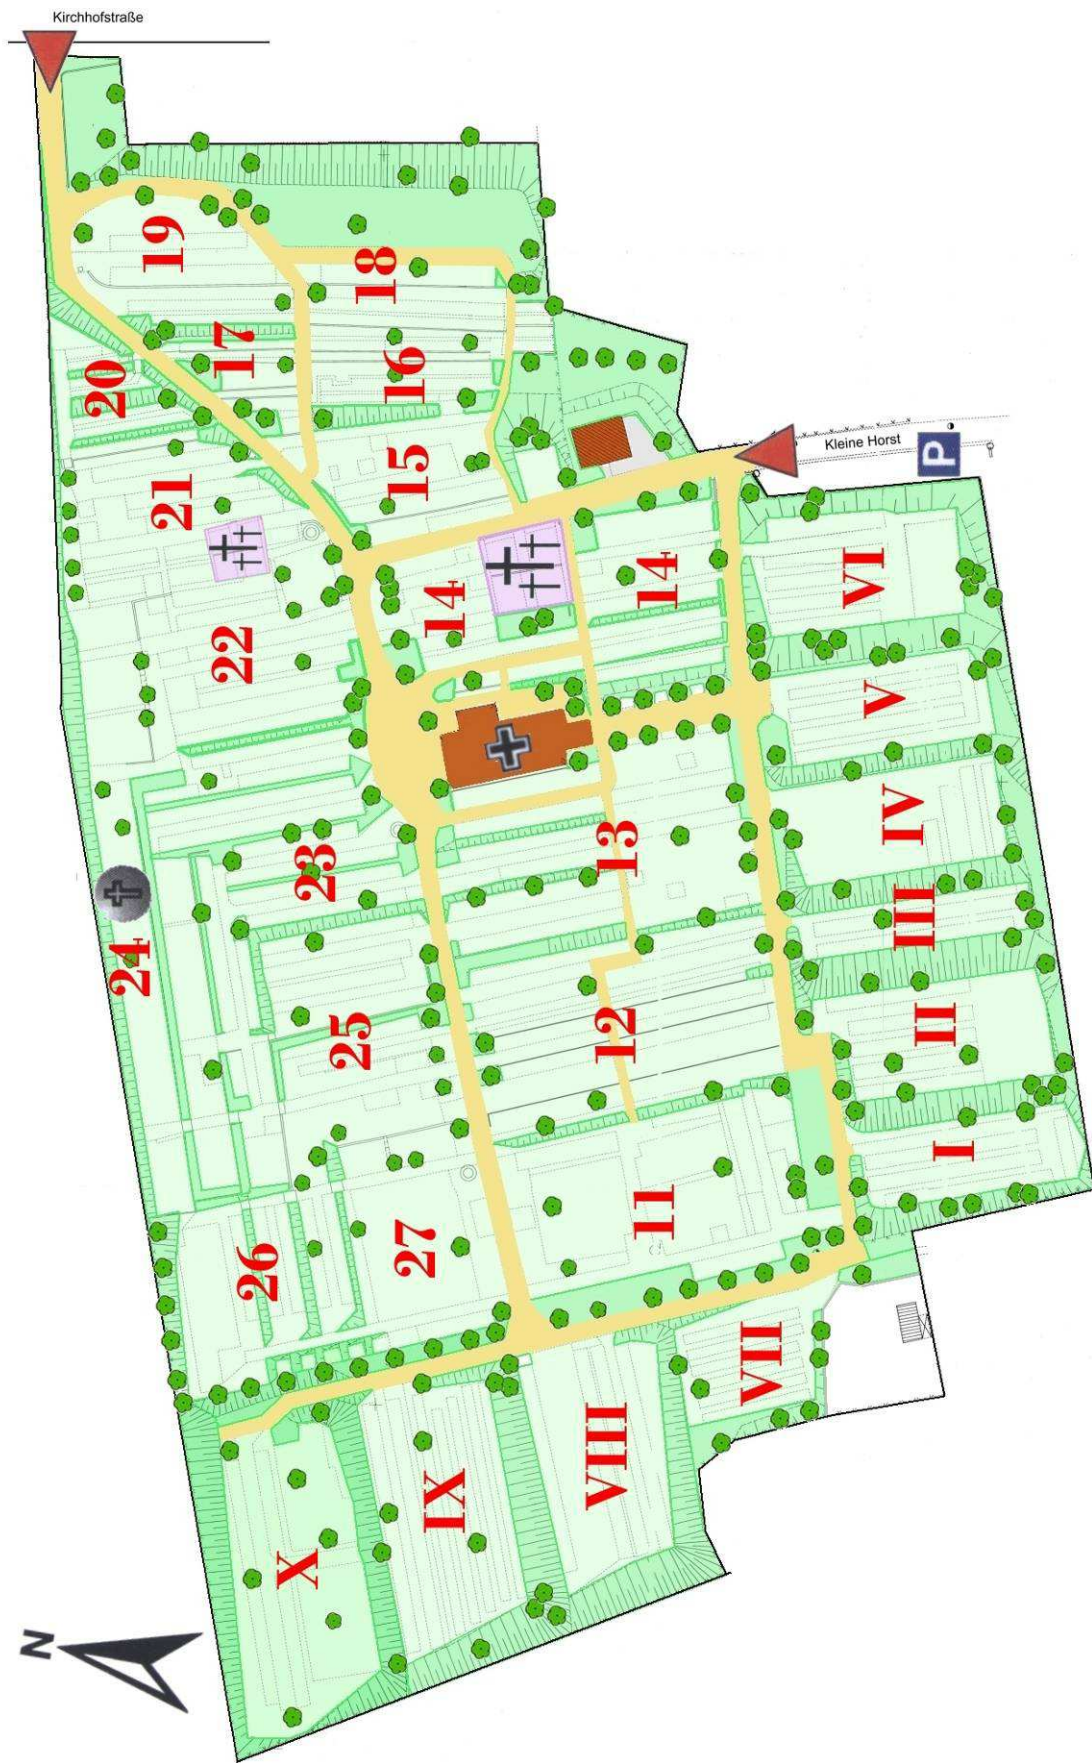 Kirchhofstraße
19
18
17
20
16
15
21
Kleine Horst
P
14
14
VI
22
V
IV
13
23
III
24
12
II
25
I
11
27
26
VII
VIII
IX
X
N